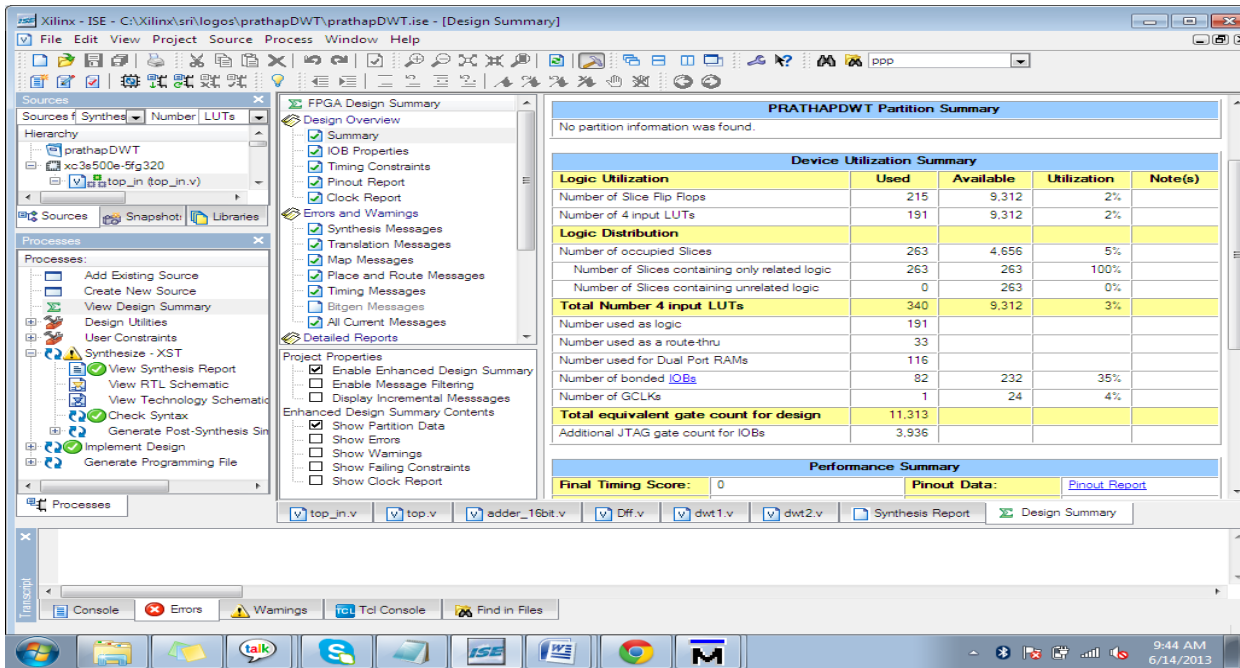 Xilinx - ISE - C:\Xilinx\sri\logos\prathapDWT\prathapDWT.ise - [Design Summary]
File Edit View Project Source Process Window Help
ppp
Sources
Sources f Synthes Number LUTs
Hierarchy
prathapDWT
xc3s500e-5fg320
top_in (top_in.v)
Sources Snapshot Libraries
Processes
Processes:
Add Existing Source
Create New Source
View Design Summary
Design Utilities
User Constraints
Synthesize - XST
View Synthesis Report
View RTL Schematic
View Technology Schematic
Check Syntax
Generate Post-Synthesis Sim
Implement Design
Generate Programming File
Processes
FPGA Design Summary
Design Overview
Summary
IOB Properties
Timing Constraints
Pinout Report
Clock Report
Errors and Warnings
Synthesis Messages
Translation Messages
Map Messages
Place and Route Messages
Timing Messages
Bitgen Messages
All Current Messages
Detailed Reports
Project Properties
Enable Enhanced Design Summary
Enable Message Filtering
Display Incremental Messsages
Enhanced Design Summary Contents
Show Partition Data
Show Errors
Show Warnings
Show Failing Constraints
Show Clock Report
PRATHAPDWT Partition Summary
No partition information was found.
Device Utilization Summary
Logic Utilization Used Available Utilization Note(s)
Number of Slice Flip Flops 215 9,312 2%
Number of 4 input LUTs 191 9,312 2%
Logic Distribution
Number of occupied Slices 263 4,656 5%
Number of Slices containing only related logic 263 263 100%
Number of Slices containing unrelated logic 0 263 0%
Total Number 4 input LUTs 340 9,312 3%
Number used as logic 191
Number used as a route-thru 33
Number used for Dual Port RAMs 116
Number of bonded IOBs 82 232 35%
Number of GCLKs 1 24 4%
Total equivalent gate count for design 11,313
Additional JTAG gate count for IOBs 3,936
Performance Summary
Final Timing Score: 0 Pinout Data: Pinout Report
top_in.v top.v adder_16bit.v Dff.v dwt1.v dwt2.v Synthesis Report Design Summary
Transcript
Console Errors Warnings TCL Tcl Console Find in Files
talk ISE
9:44 AM
6/14/2013